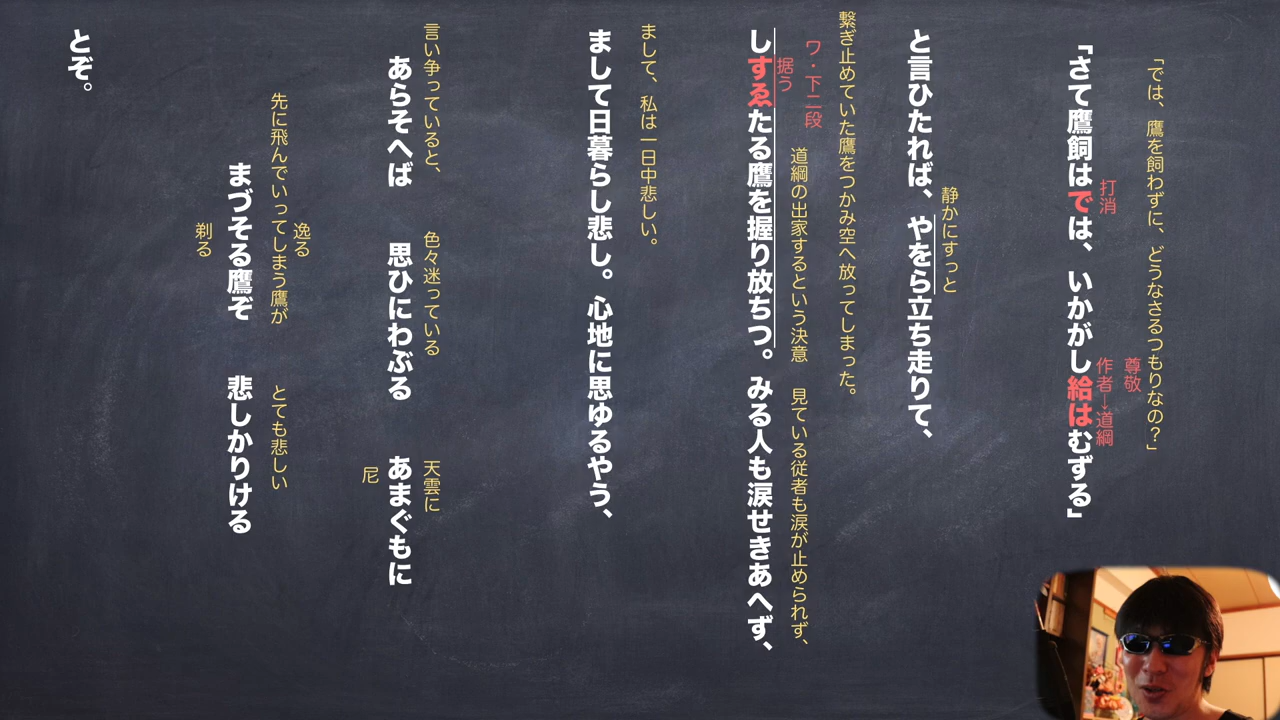 「では、鷹を飼わずに、どうなさるつもりなの？」
尊敬
作者→道綱
打消
「さて鷹飼はでは、いかがし給はむずる」
静かにすっと
と言ひたれば、やをら立ち走りて、
繋ぎ止めていた鷹をつかみ空へ放ってしまった。
ワ・下二段
道綱の出家するという決意 見ている従者も涙が止められず、
据う
しすゑたる鷹を握り放ちつ。みる人も涙せきあへず、
まして、私は一日中悲しい。
まして日暮らし悲し。心地に思ゆるやう、
言い争っていると、 色々迷っている 天雲に
あらそへば 思ひにわぶる あまぐもに
尼
逸る
先に飛んでいってしまう鷹が とても悲しい
まづそる鷹ぞ 悲しかりける
剃る
とぞ。